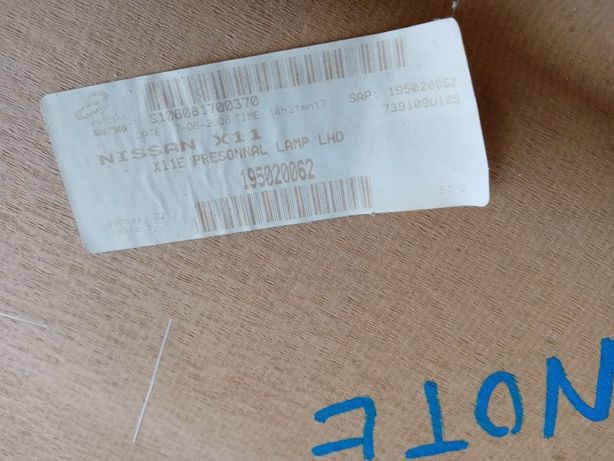 S106081700370
DATE: 7-09-2006 TIME: 14h31mn17
SAP: 195020062
739109U105
NISSAN X11
X11E PRESONNAL LAMP LHD
195020062
ST 2
NOTE